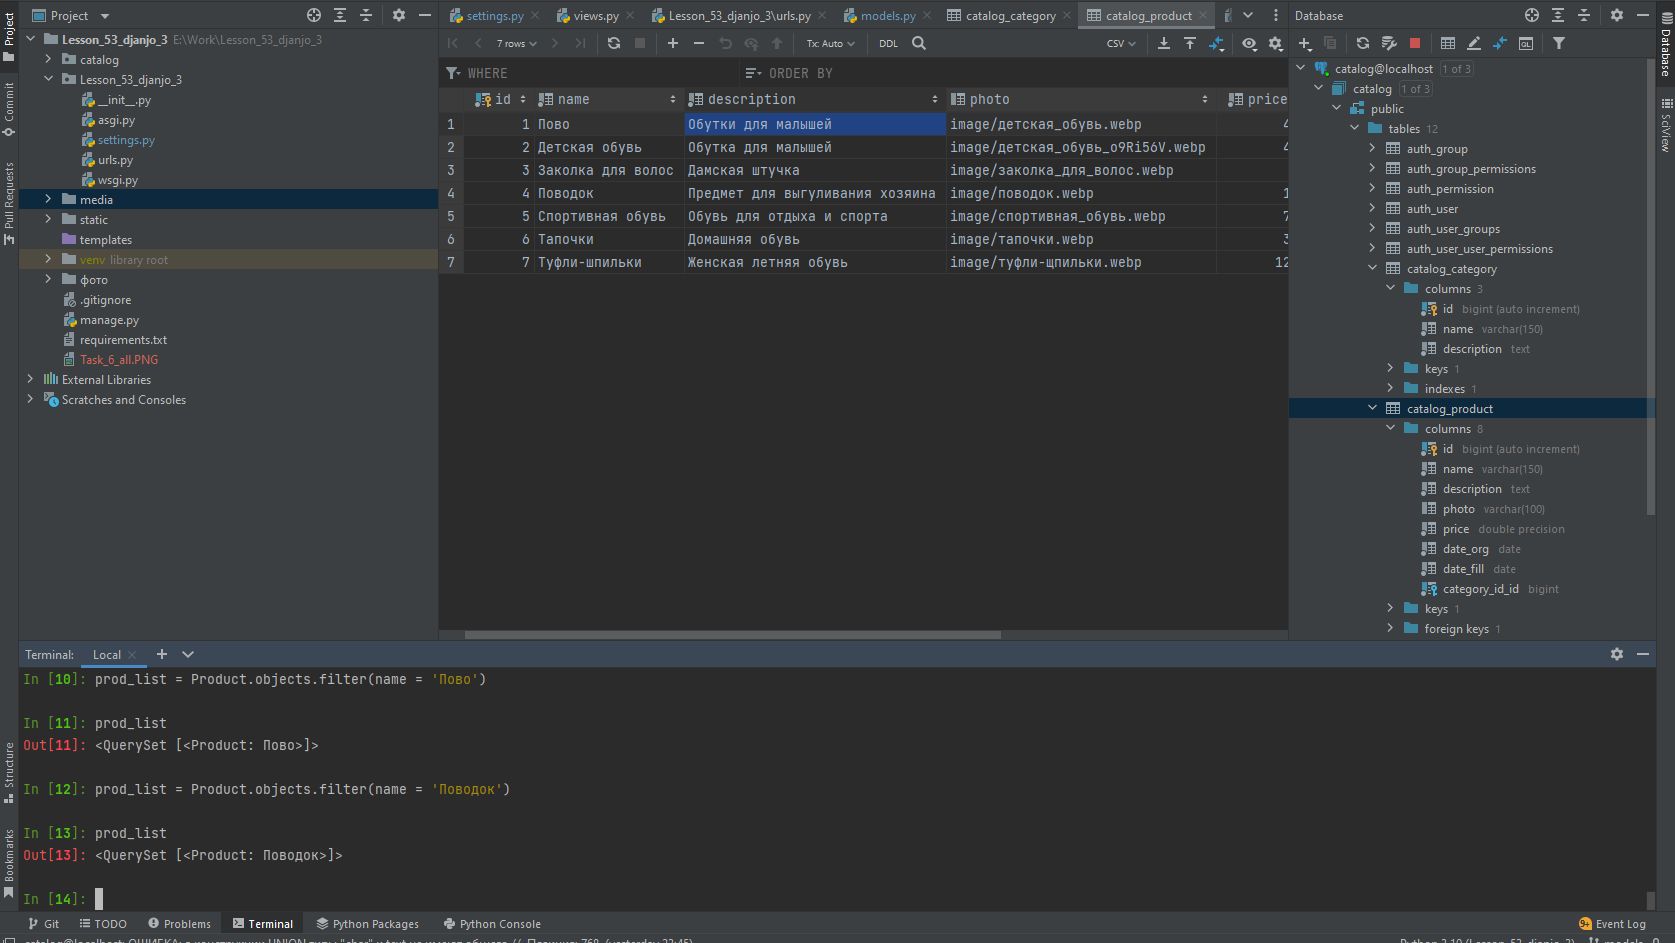 Project
Lesson_53_djanjo_3 E:\Work\Lesson_53_djanjo_3
catalog
Lesson_53_djanjo_3
__init__.py
asgi.py
settings.py
urls.py
wsgi.py
media
static
templates
venv library root
фото
.gitignore
manage.py
requirements.txt
Task_6_all.PNG
External Libraries
Scratches and Consoles
Project
Commit
Pull Requests
Structure
Bookmarks
settings.py
views.py
Lesson_53_djanjo_3\urls.py
models.py
catalog_category
catalog_product
7 rows
Tx: Auto
DDL
CSV
WHERE
ORDER BY
id name description photo price
1 1 Пово Обутки для малышей image/детская_обувь.webp 4
2 2 Детская обувь Обутка для малышей image/детская_обувь_o9Ri56V.webp 4
3 3 Заколка для волос Дамская штучка image/заколка_для_волос.webp
4 4 Поводок Предмет для выгуливания хозяина image/поводок.webp 1
5 5 Спортивная обувь Обувь для отдыха и спорта image/спортивная_обувь.webp 7
6 6 Тапочки Домашняя обувь image/тапочки.webp 3
7 7 Туфли-шпильки Женская летняя обувь image/туфли-щпильки.webp 12
Database
catalog@localhost 1 of 3
catalog 1 of 3
public
tables 12
auth_group
auth_group_permissions
auth_permission
auth_user
auth_user_groups
auth_user_user_permissions
catalog_category
columns 3
id bigint (auto increment)
name varchar(150)
description text
keys 1
indexes 1
catalog_product
columns 8
id bigint (auto increment)
name varchar(150)
description text
photo varchar(100)
price double precision
date_org date
date_fill date
category_id_id bigint
keys 1
foreign keys 1
Database
SciView
Terminal: Local
In [10]: prod_list = Product.objects.filter(name = 'Пово')
In [11]: prod_list
Out[11]: <QuerySet [<Product: Пово>]>
In [12]: prod_list = Product.objects.filter(name = 'Поводок')
In [13]: prod_list
Out[13]: <QuerySet [<Product: Поводок>]>
In [14]:
Git
TODO
Problems
Terminal
Python Packages
Python Console
9+ Event Log